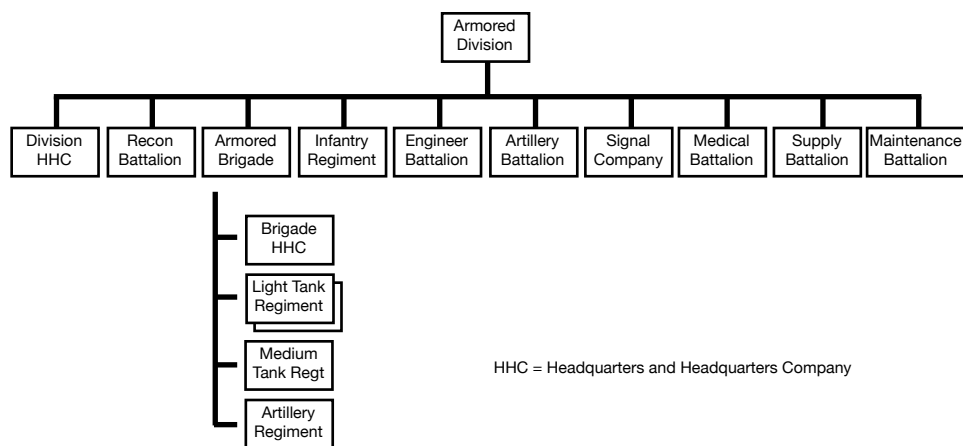 Armored
Division
Division
HHC
Recon
Battalion
Armored
Brigade
Infantry
Regiment
Engineer
Battalion
Artillery
Battalion
Signal
Company
Medical
Battalion
Supply
Battalion
Maintenance
Battalion
Brigade
HHC
Light Tank
Regiment
Medium
Tank Regt
HHC = Headquarters and Headquarters Company
Artillery
Regiment